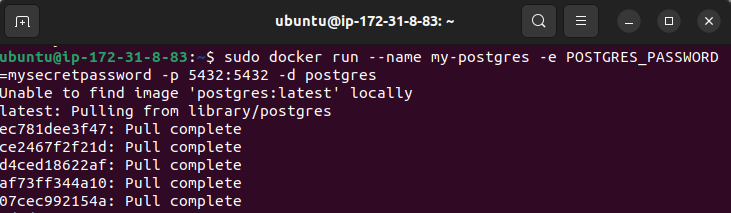 ubuntu@ip-172-31-8-83: ~
ubuntu@ip-172-31-8-83:~$ sudo docker run --name my-postgres -e POSTGRES_PASSWORD
=mysecretpassword -p 5432:5432 -d postgres
Unable to find image 'postgres:latest' locally
latest: Pulling from library/postgres
ec781dee3f47: Pull complete
ce2467f2f21d: Pull complete
d4ced18622af: Pull complete
af73ff344a10: Pull complete
07cec992154a: Pull complete